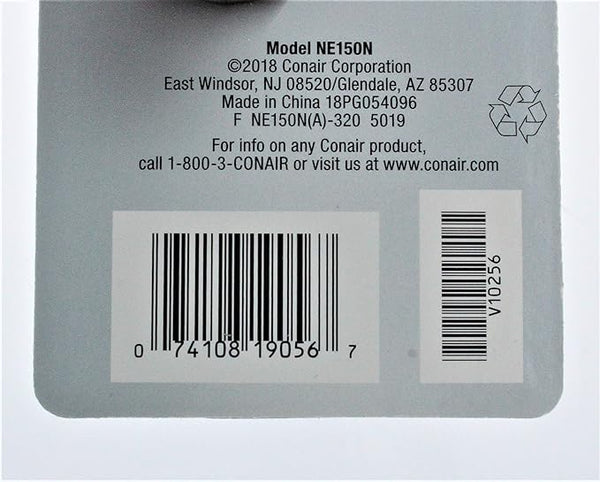 Model NE150N
©2018 Conair Corporation
East Windsor, NJ 08520/Glendale, AZ 85307
Made in China 18PG054096
F NE150N(A)-320 5019
For info on any Conair product,
call 1-800-3-CONAIR or visit us at www.conair.com
0 74108 19056 7
V10256